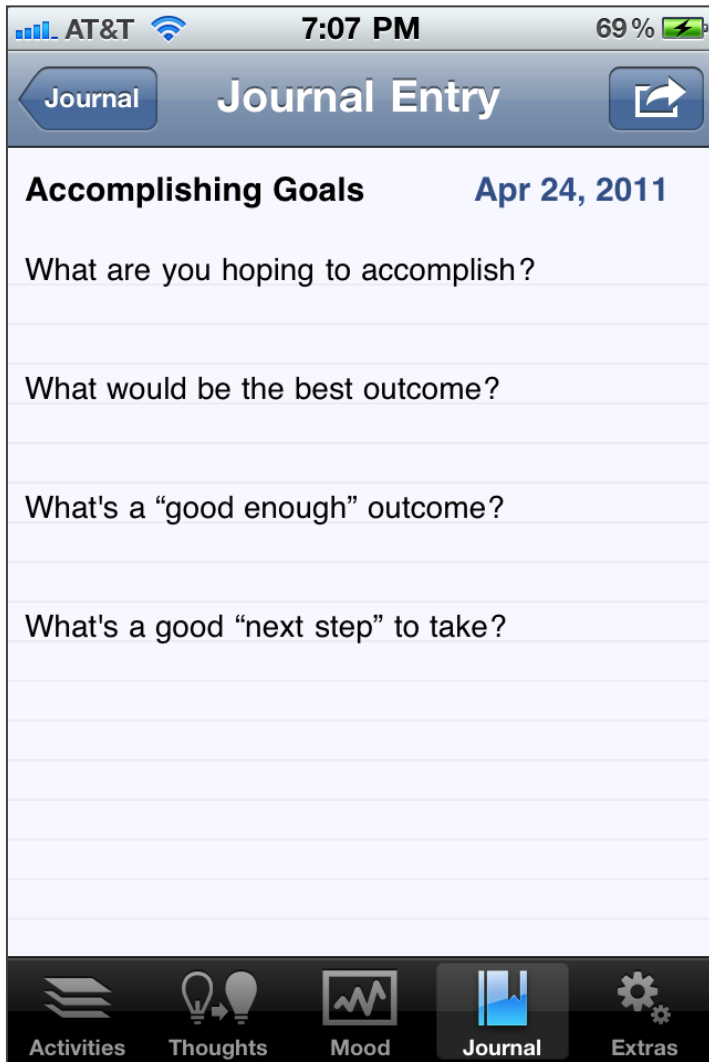 AT&T 7:07 PM 69%
Journal Journal Entry
Accomplishing Goals Apr 24, 2011
What are you hoping to accomplish?
What would be the best outcome?
What's a “good enough” outcome?
What's a good “next step” to take?
Activities Thoughts Mood Journal Extras